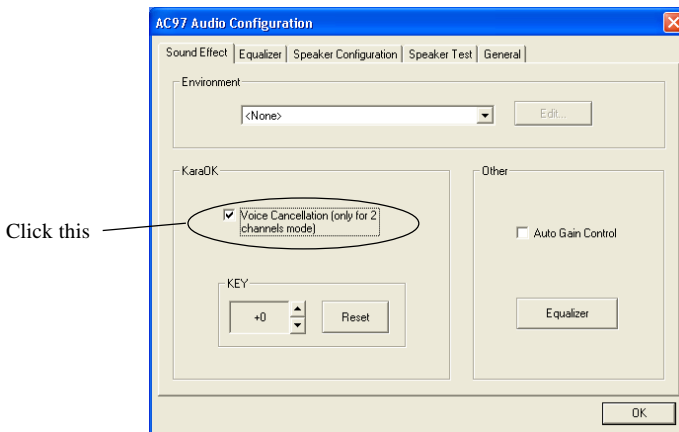 AC97 Audio Configuration
Sound Effect Equalizer Speaker Configuration Speaker Test General
Environment
<None>
Edit...
KaraOK
Voice Cancellation (only for 2
channels mode)
KEY
+0
Reset
Other
Auto Gain Control
Equalizer
OK
Click this